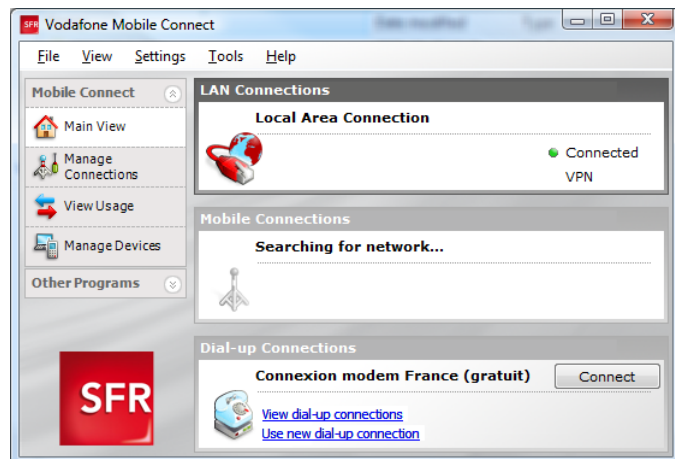 SFR Vodafone Mobile Connect
File View Settings Tools Help
Mobile Connect
Main View
Manage
Connections
View Usage
Manage Devices
Other Programs
SFR
LAN Connections
Local Area Connection
Connected
VPN
Mobile Connections
Searching for network...
Dial-up Connections
Connexion modem France (gratuit)
Connect
View dial-up connections
Use new dial-up connection